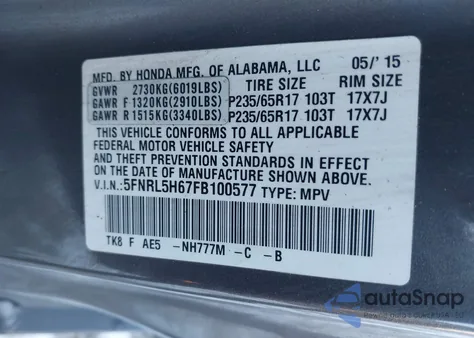 MFD. BY HONDA MFG. OF ALABAMA, LLC 05/ 15
GVWR 2730KG(6019LBS) TIRE SIZE RIM SIZE
GAWR F 1320KG(2910LBS) P235/65R17 103T 17X7J
GAWR R 1515KG(3340LBS) P235/65R17 103T 17X7J
THIS VEHICLE CONFORMS TO ALL APPLICABLE
FEDERAL MOTOR VEHICLE SAFETY
AND THEFT PREVENTION STANDARDS IN EFFECT
ON THE DATE OF MANUFACTURE SHOWN ABOVE.
V.I.N.: 5FNRL5H67FB100577 TYPE: MPV
TK8 F AE5 -NH777M -C -B
autoSnap